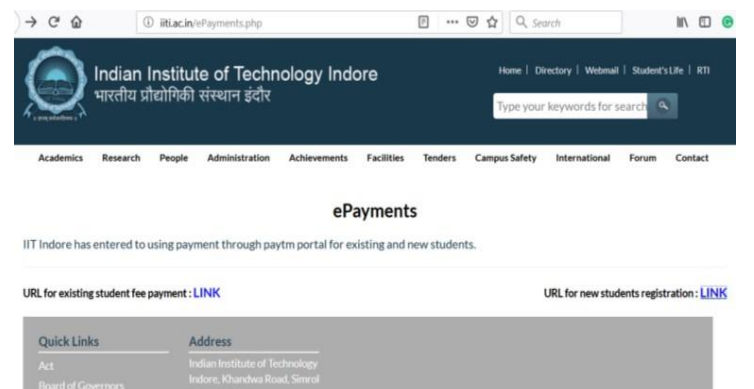 iiti.ac.in/ePayments.php
Search
Indian Institute of Technology Indore
भारतीय प्रौद्योगिकी संस्थान इंदौर
Home | Directory | Webmail | Student's Life | RTI
Type your keywords for search
Academics Research People Administration Achievements Facilities Tenders Campus Safety International Forum Contact
ePayments
IIT Indore has entered to using payment through paytm portal for existing and new students.
URL for existing student fee payment : LINK
URL for new students registration : LINK
Quick Links
Act
Board of Governors
Address
Indian Institute of Technology
Indore, Khandwa Road, Simrol